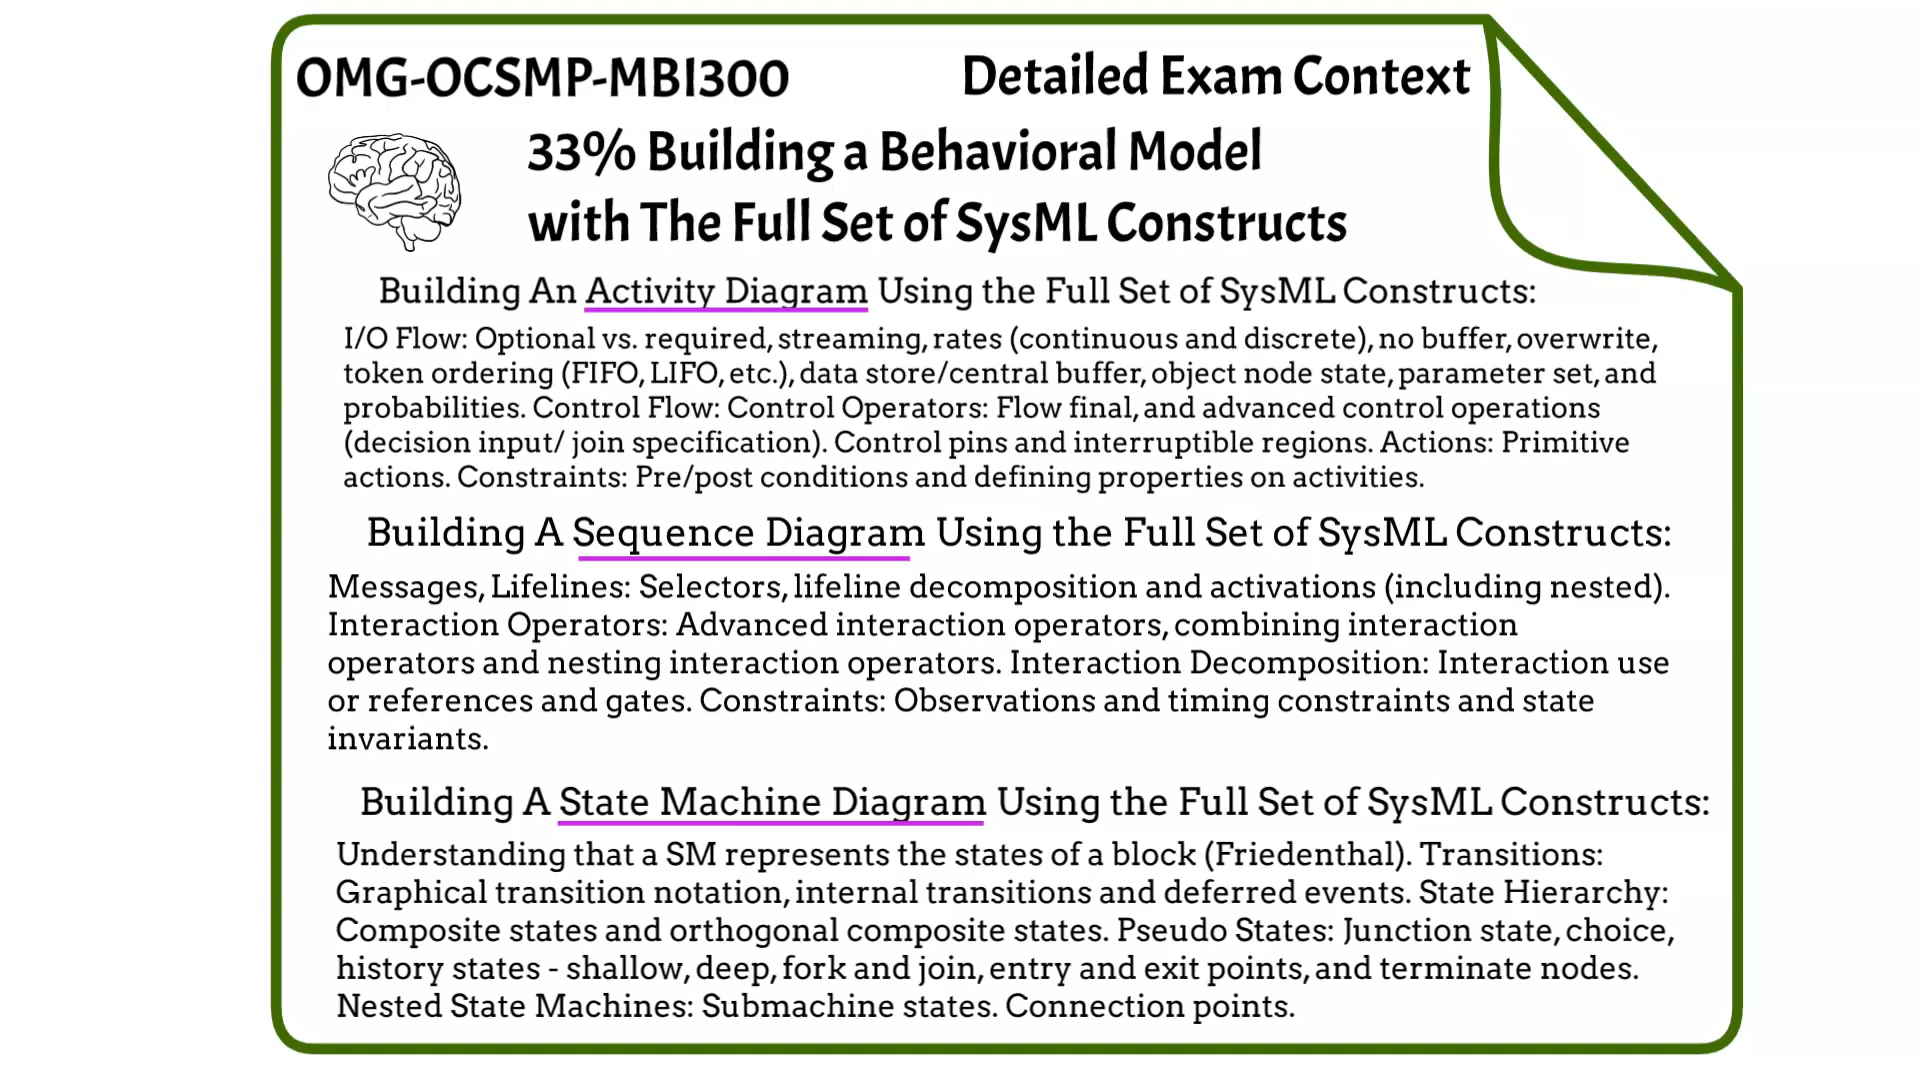 OMG-OCSMP-MBI300
Detailed Exam Context
33% Building a Behavioral Model
with The Full Set of SysML Constructs
Building An Activity Diagram Using the Full Set of SysML Constructs:
I/O Flow: Optional vs. required, streaming, rates (continuous and discrete), no buffer, overwrite,
token ordering (FIFO, LIFO, etc.), data store/central buffer, object node state, parameter set, and
probabilities. Control Flow: Control Operators: Flow final, and advanced control operations
(decision input/ join specification). Control pins and interruptible regions. Actions: Primitive
actions. Constraints: Pre/post conditions and defining properties on activities.
Building A Sequence Diagram Using the Full Set of SysML Constructs:
Messages, Lifelines: Selectors, lifeline decomposition and activations (including nested).
Interaction Operators: Advanced interaction operators, combining interaction
operators and nesting interaction operators. Interaction Decomposition: Interaction use
or references and gates. Constraints: Observations and timing constraints and state
invariants.
Building A State Machine Diagram Using the Full Set of SysML Constructs:
Understanding that a SM represents the states of a block (Friedenthal). Transitions:
Graphical transition notation, internal transitions and deferred events. State Hierarchy:
Composite states and orthogonal composite states. Pseudo States: Junction state, choice,
history states - shallow, deep, fork and join, entry and exit points, and terminate nodes.
Nested State Machines: Submachine states. Connection points.